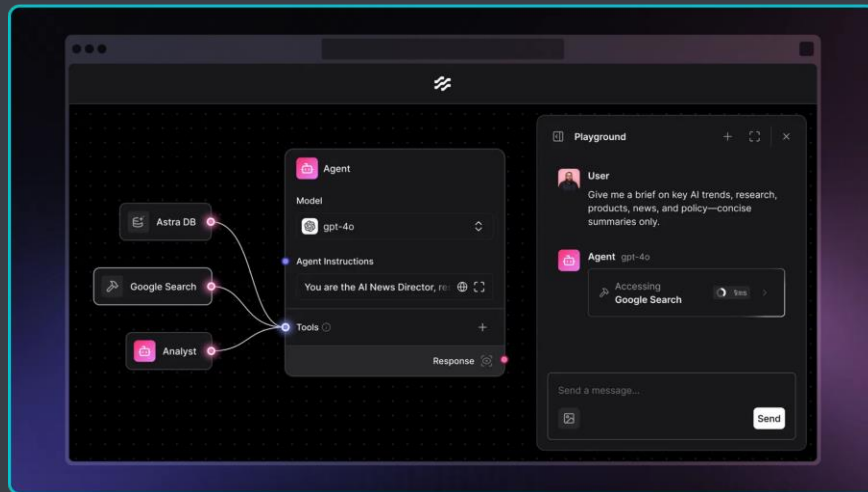 Astra DB
Google Search
Analyst
Agent
Model
gpt-4o
Agent Instructions
You are the AI News Director,
Tools
Response
Playground
User
Give me a brief on key AI trends, research,
products, news, and policy—concise
summaries only.
Agent gpt-4o
Accessing
Google Search
9ms
Send a message...
Send